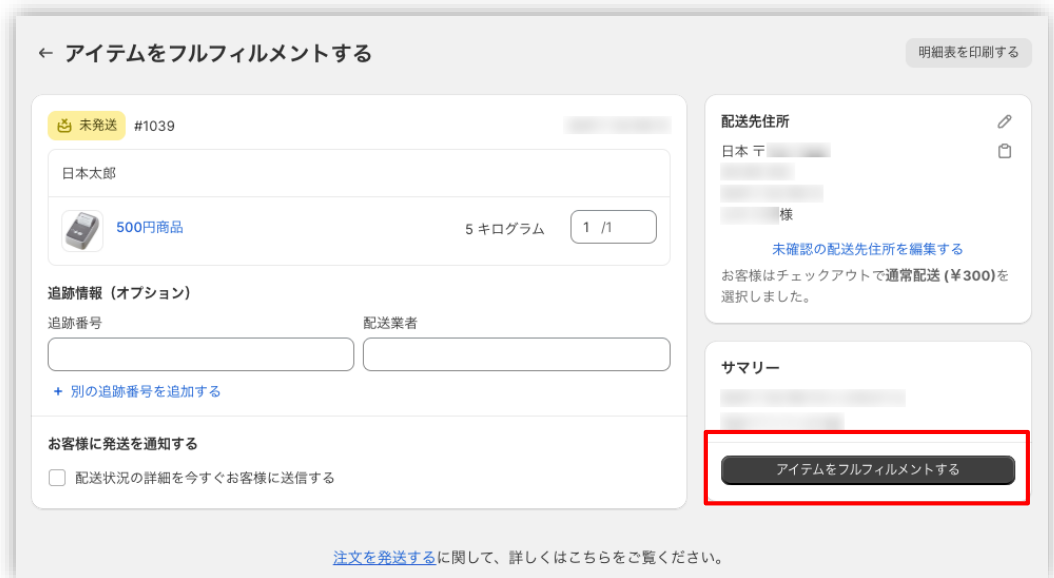 ← アイテムをフルフィルメントする
明細表を印刷する
未発送 #1039
日本太郎
500円商品 5 キログラム 1 /1
追跡情報（オプション）
追跡番号 配送業者
+ 別の追跡番号を追加する
お客様に発送を通知する
配送状況の詳細を今すぐお客様に送信する
配送先住所
日本 〒
様
未確認の配送先住所を編集する
お客様はチェックアウトで通常配送 (¥300)を
選択しました。
サマリー
アイテムをフルフィルメントする
注文を発送するに関して、詳しくはこちらをご覧ください。